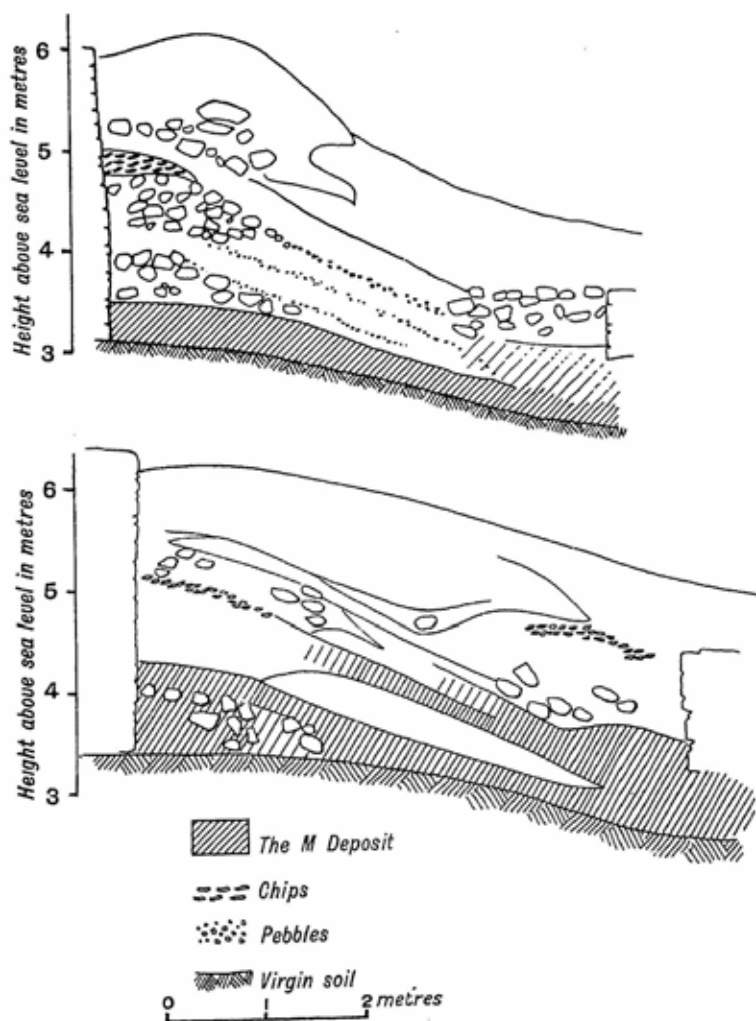 Height above sea level in metres
6
5
4
3
Height above sea level in metres
6
5
4
3
The M Deposit
Chips
Pebbles
Virgin soil
0 1 2 metres